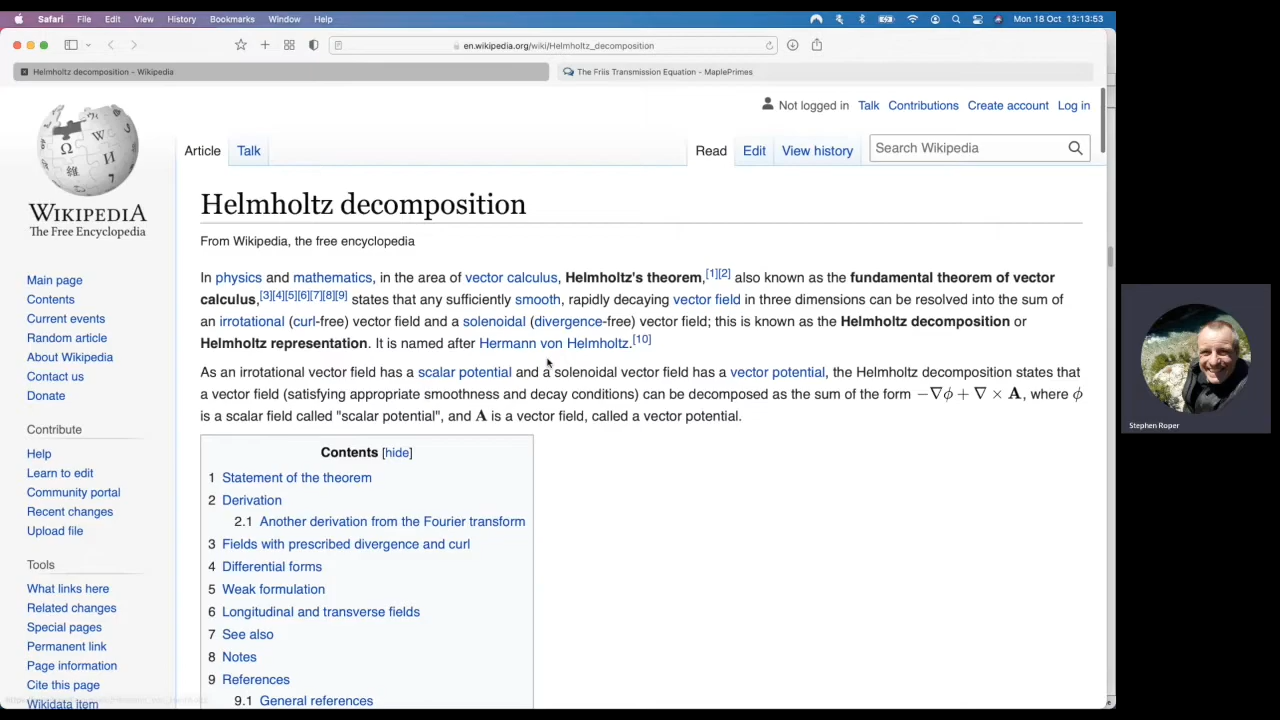 Safari File Edit View History Bookmarks Window Help Mon 18 Oct 13:13:53
en.wikipedia.org/wiki/Helmholtz_decomposition
Helmholtz decomposition - Wikipedia
The Friis Transmission Equation - MaplePrimes
Not logged in Talk Contributions Create account Log in
Article Talk Read Edit View history Search Wikipedia
WIKIPEDIA
The Free Encyclopedia
Main page
Contents
Current events
Random article
About Wikipedia
Contact us
Donate
Contribute
Help
Learn to edit
Community portal
Recent changes
Upload file
Tools
What links here
Related changes
Special pages
Permanent link
Page information
Cite this page
Wikidata item
Helmholtz decomposition
From Wikipedia, the free encyclopedia
In physics and mathematics, in the area of vector calculus, Helmholtz's theorem,[1][2] also known as the fundamental theorem of vector
calculus,[3][4][5][6][7][8][9] states that any sufficiently smooth, rapidly decaying vector field in three dimensions can be resolved into the sum of
an irrotational (curl-free) vector field and a solenoidal (divergence-free) vector field; this is known as the Helmholtz decomposition or
Helmholtz representation. It is named after Hermann von Helmholtz.[10]
As an irrotational vector field has a scalar potential and a solenoidal vector field has a vector potential, the Helmholtz decomposition states that
a vector field (satisfying appropriate smoothness and decay conditions) can be decomposed as the sum of the form −∇ϕ + ∇ × A, where ϕ
is a scalar field called "scalar potential", and A is a vector field, called a vector potential.
Contents [hide]
1 Statement of the theorem
2 Derivation
2.1 Another derivation from the Fourier transform
3 Fields with prescribed divergence and curl
4 Differential forms
5 Weak formulation
6 Longitudinal and transverse fields
7 See also
8 Notes
9 References
9.1 General references
Stephen Roper